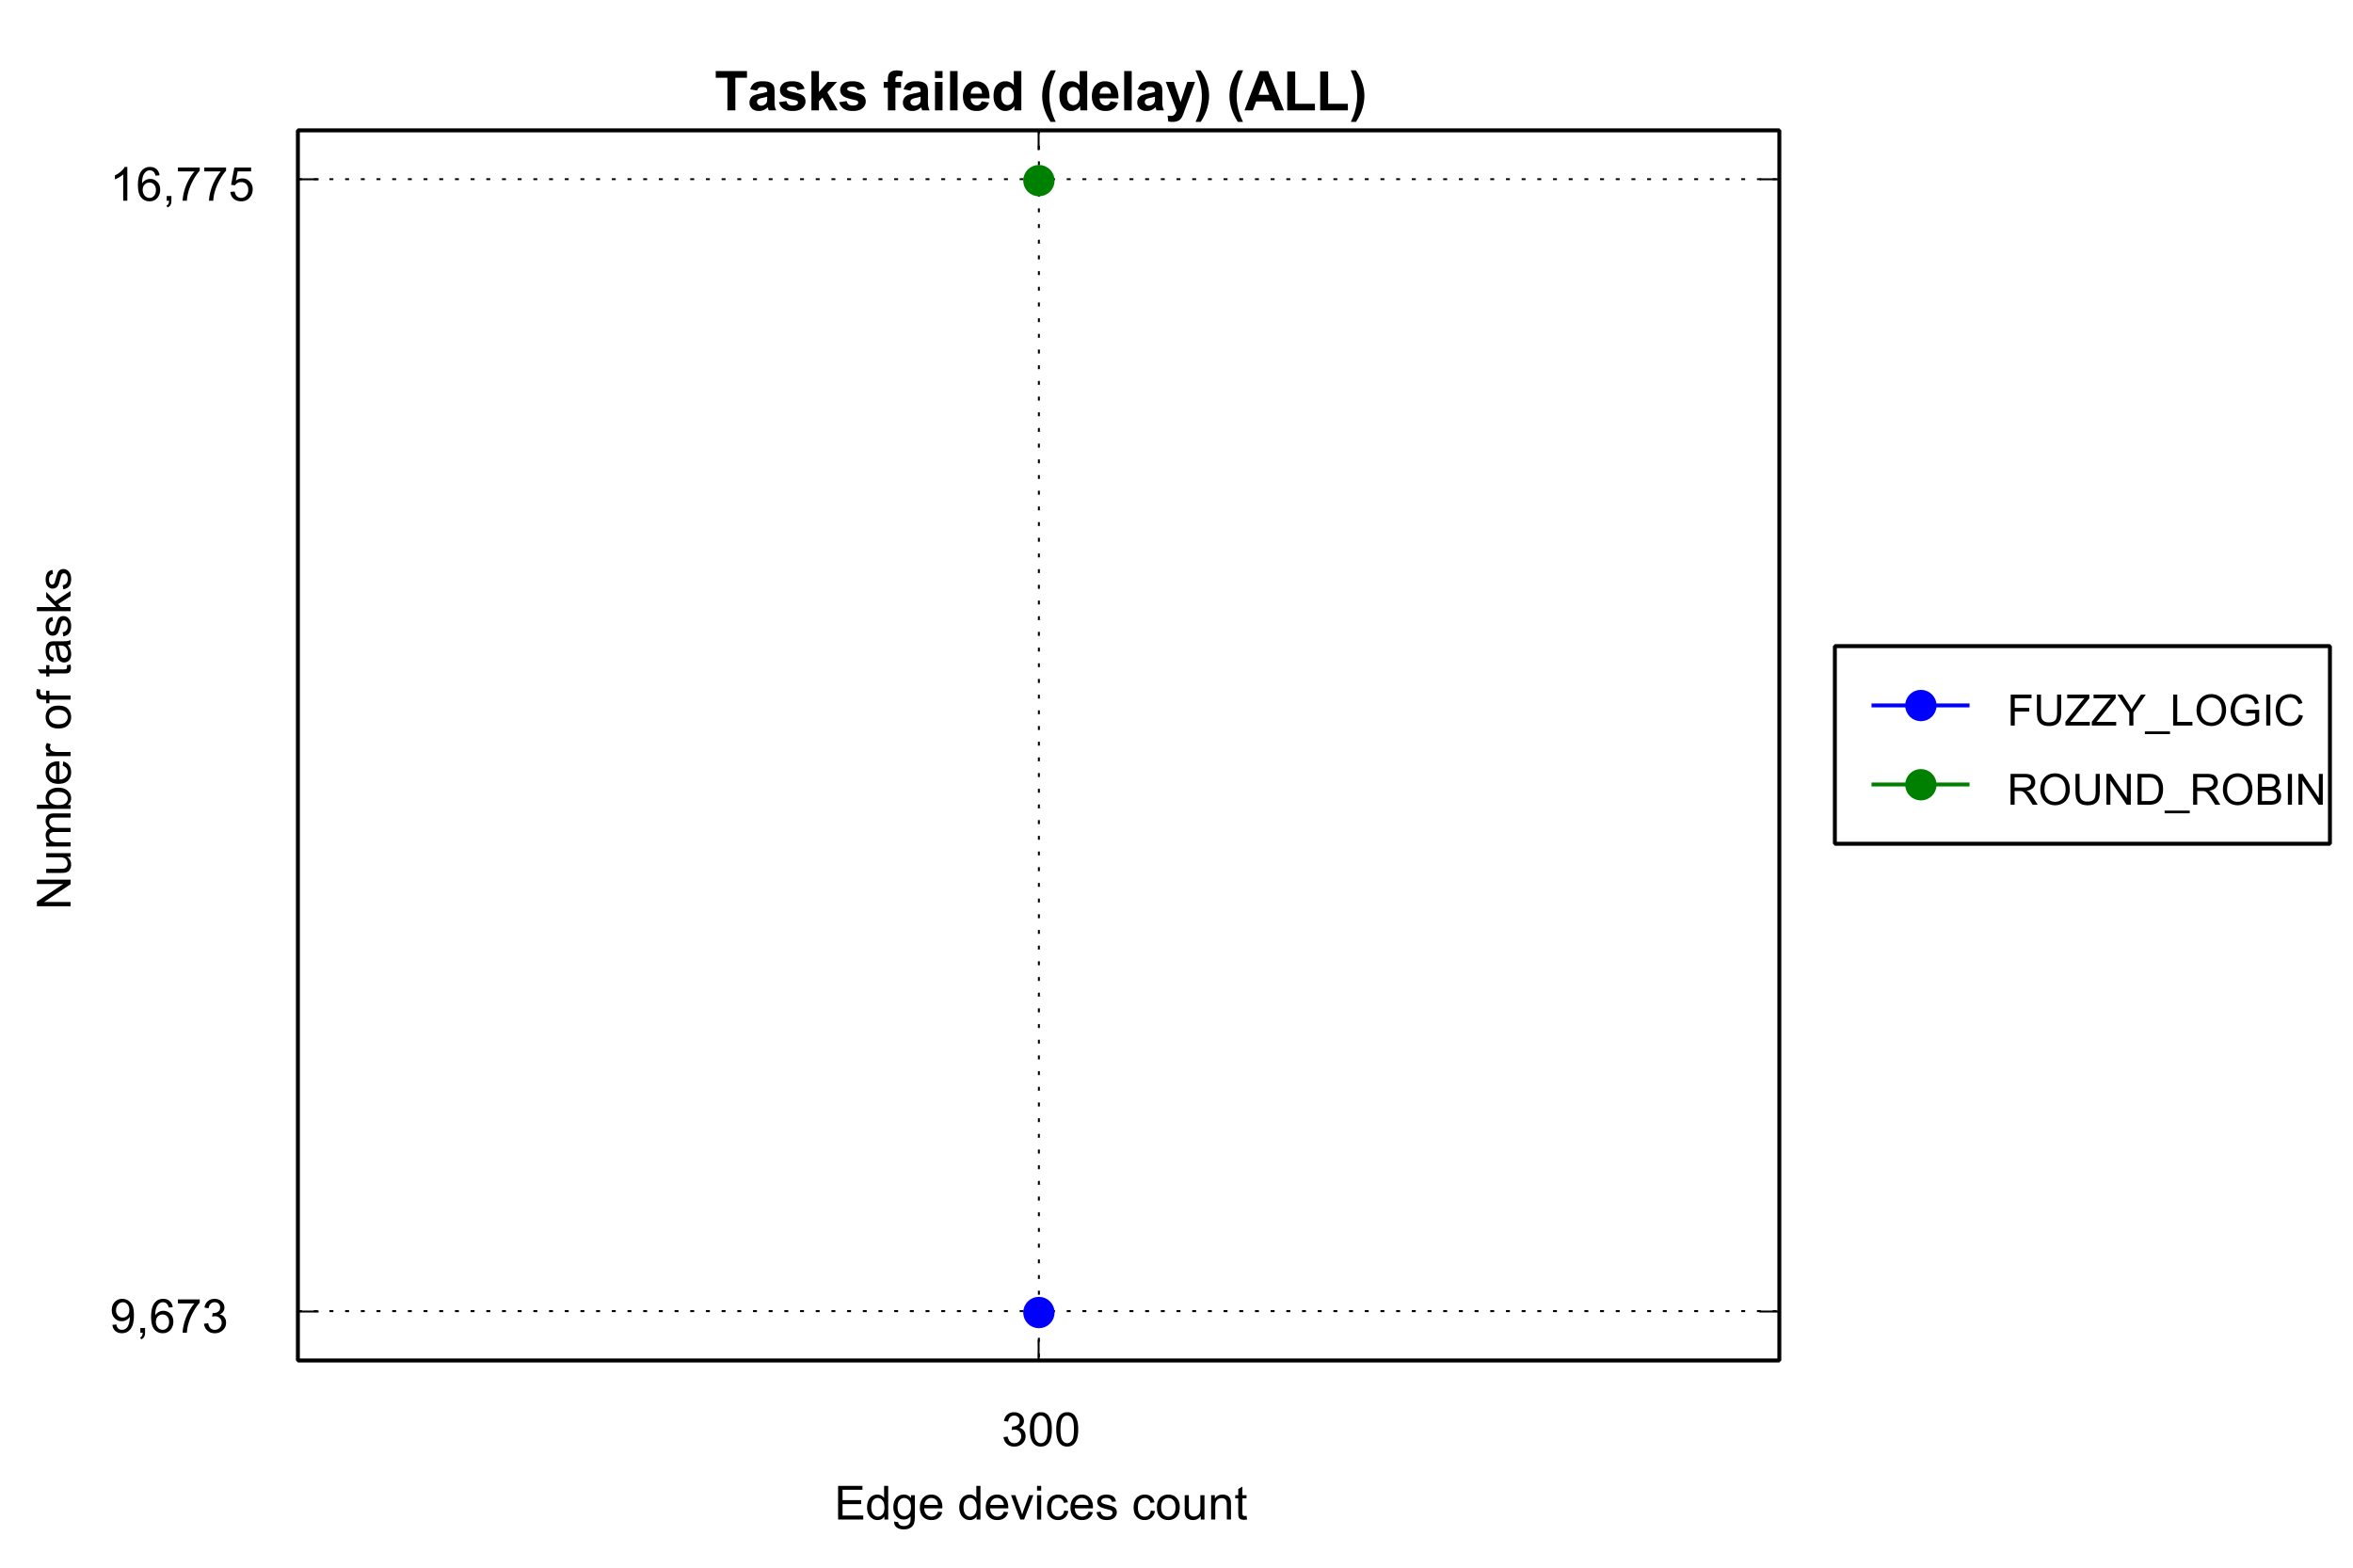 Tasks failed (delay) (ALL)
16,775
Number of tasks
FUZZY_LOGIC
ROUND_ROBIN
9,673
300
Edge devices count